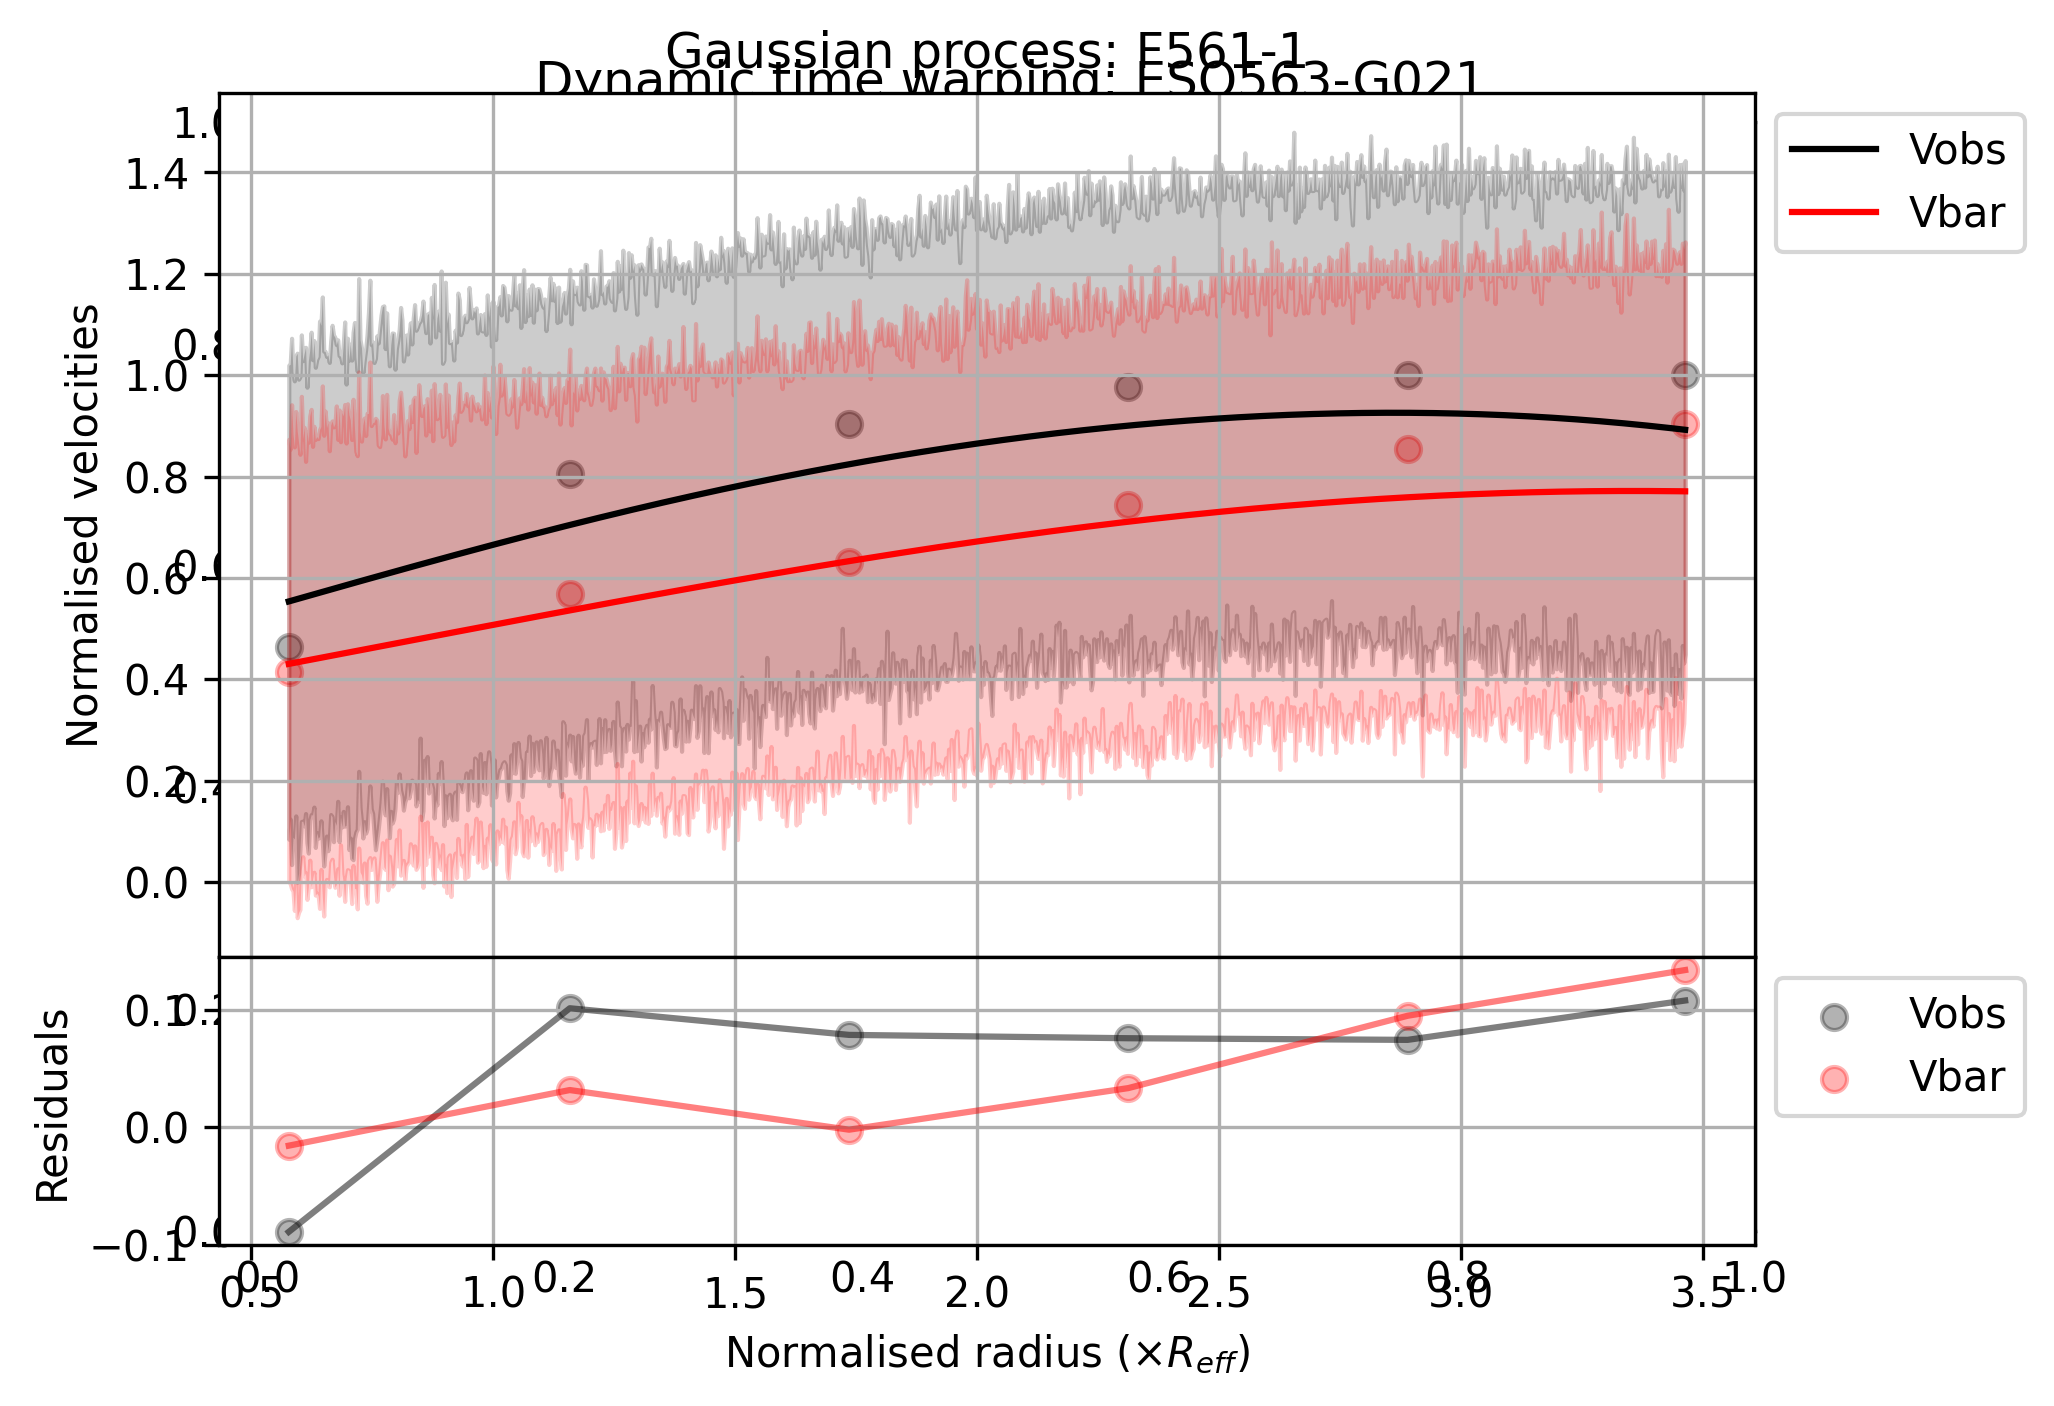 Gaussian process: F561-1
Dynamic time warping: ESO563-G021
Normalised velocities
1.4
1.2
1.0
0.8
0.6
0.4
0.2
0.0
Vobs
Vbar
Residuals
0.1
0.0
−0.1
Vobs
Vbar
0.0 0.2 0.4 0.6 0.8 1.0
0.5 1.0 1.5 2.0 2.5 3.0 3.5
Normalised radius (×R_eff)